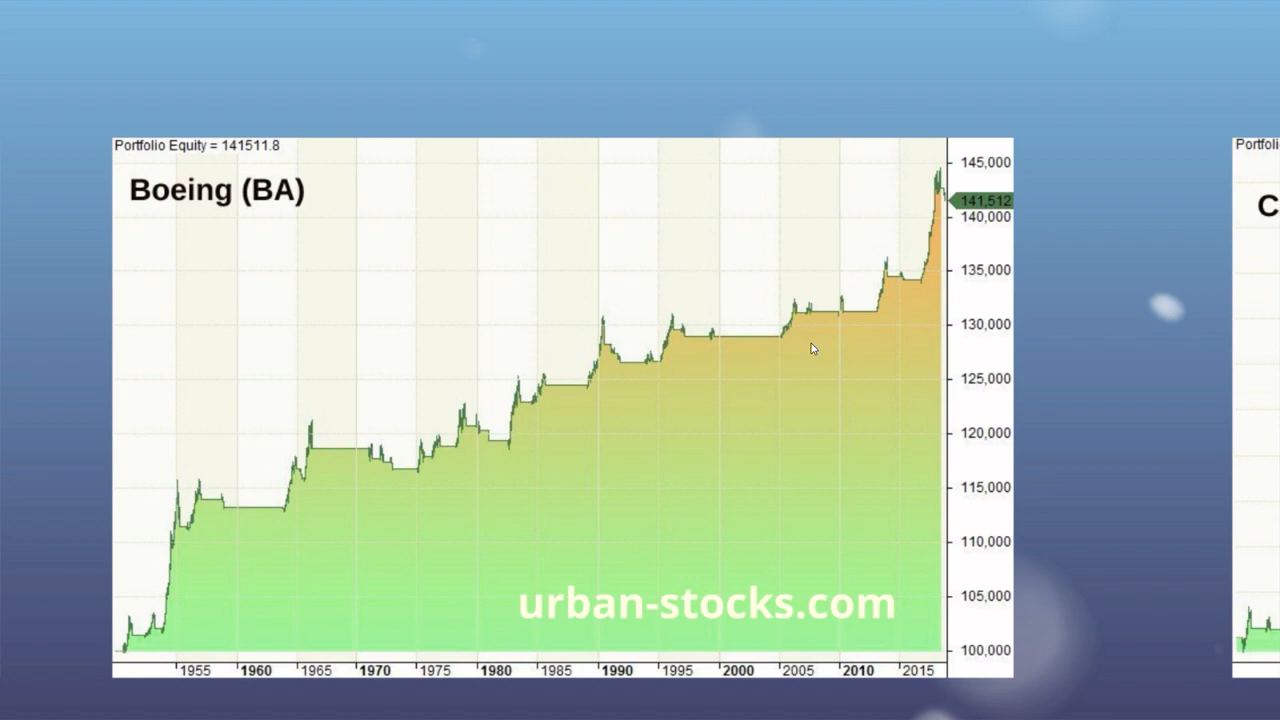 Portfolio Equity = 141511.8
Boeing (BA)
145,000
141,512
140,000
135,000
130,000
125,000
120,000
115,000
110,000
105,000
100,000
urban-stocks.com
1955 1960 1965 1970 1975 1980 1985 1990 1995 2000 2005 2010 2015
Portfoli
C